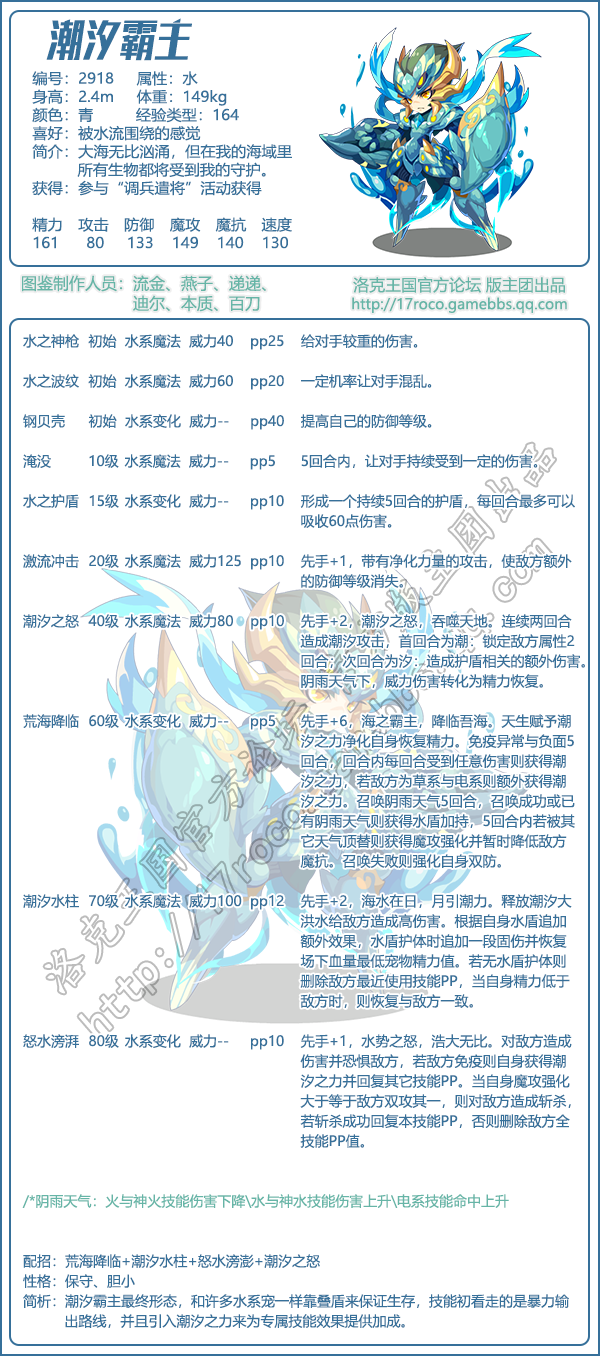 潮汐霸主
编号：2918 属性：水
身高：2.4m 体重：149kg
颜色：青 经验类型：164
喜好：被水流围绕的感觉
简介：大海无比汹涌，但在我的海域里
所有生物都将受到我的守护。
获得：参与“调兵遣将”活动获得
精力 攻击 防御 魔攻 魔抗 速度
161 80 133 149 140 130
图鉴制作人员：流金、燕子、递递、
迪尔、本质、百刀
洛克王国官方论坛 版主团出品
http://17roco.gamebbs.qq.com
水之神枪 初始 水系魔法 威力40 pp25 给对手较重的伤害。
水之波纹 初始 水系魔法 威力60 pp20 一定机率让对手混乱。
钢贝壳 初始 水系变化 威力-- pp40 提高自己的防御等级。
淹没 10级 水系魔法 威力-- pp5 5回合内，让对手持续受到一定的伤害。
水之护盾 15级 水系变化 威力-- pp10 形成一个持续5回合的护盾，每回合最多可以
吸收60点伤害。
激流冲击 20级 水系魔法 威力125 pp10 先手+1，带有净化力量的攻击，使敌方额外
的防御等级消失。
潮汐之怒 40级 水系魔法 威力80 pp10 先手+2，潮汐之怒，吞噬天地。连续两回合
造成潮汐攻击，首回合为潮：锁定敌方属性2
回合；次回合为汐：造成护盾相关的额外伤害。
阴雨天气下，威力伤害转化为精力恢复。
荒海降临 60级 水系变化 威力-- pp5 先手+6，海之霸主，降临吾海。天生赋予潮
汐之力净化自身恢复精力。免疫异常与负面5
回合，回合内每回合受到任意伤害则获得潮
汐之力，若敌方为草系与电系则额外获得潮
汐之力。召唤阴雨天气5回合，召唤成功或已
有阴雨天气则获得水盾加持，5回合内若被其
它天气顶替则获得魔攻强化并暂时降低敌方
魔抗。召唤失败则强化自身双防。
潮汐水柱 70级 水系魔法 威力100 pp12 先手+2，海水在日，月引潮力。释放潮汐大
洪水给敌方造成高伤害。根据自身水盾追加
额外效果，水盾护体时追加一段固伤并恢复
场下血量最低宠物精力值。若无水盾护体则
删除敌方最近使用技能PP，当自身精力低于
敌方时，则恢复与敌方一致。
怒水滂湃 80级 水系变化 威力-- pp10 先手+1，水势之怒，浩大无比。对敌方造成
伤害并恐惧敌方，若敌方免疫则自身获得潮
汐之力并回复其它技能PP。当自身魔攻强化
大于等于敌方双攻其一，则对敌方造成斩杀，
若斩杀成功回复本技能PP，否则删除敌方全
技能PP值。
/*阴雨天气：火与神火技能伤害下降\水与神水技能伤害上升\电系技能命中上升
配招：荒海降临+潮汐水柱+怒水滂澎+潮汐之怒
性格：保守、胆小
简析：潮汐霸主最终形态，和许多水系宠一样靠叠盾来保证生存，技能初看走的是暴力输
出路线，并且引入潮汐之力来为专属技能效果提供加成。
洛克王国官方论坛 版主团出品
http://17roco.gamebbs.qq.com